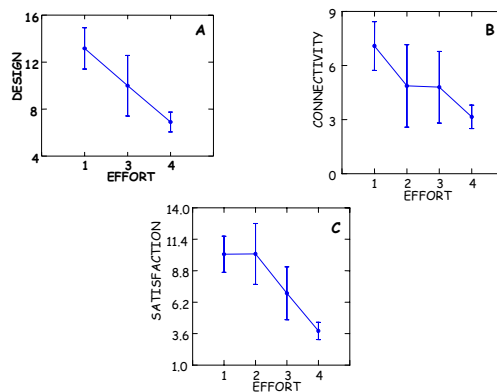 A
16
12
8
4
DESIGN
1 3 4
EFFORT
B
9
6
3
0
CONNECTIVITY
1 2 3 4
EFFORT
C
14.0
11.4
8.8
6.2
3.6
1.0
SATISFACTION
1 2 3 4
EFFORT